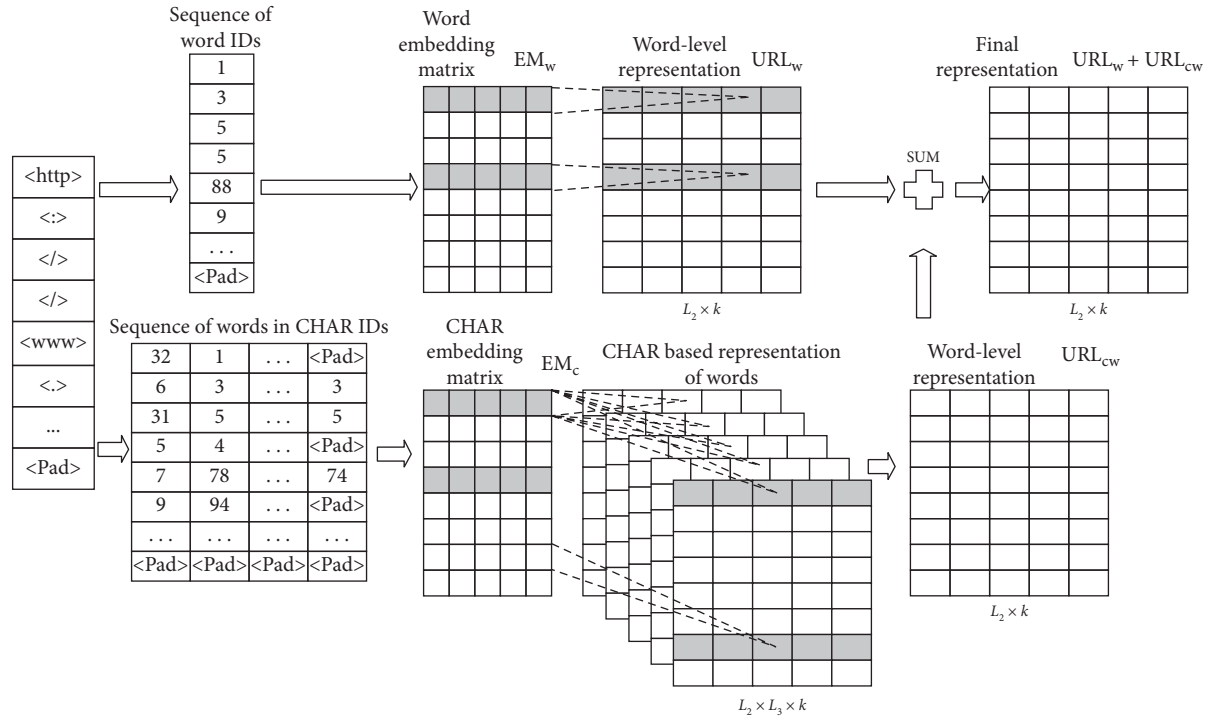 Sequence of
word IDs
1
3
5
5
88
9
. . .
<Pad>
Word
embedding
matrix
EMw
Word-level
representation
URLw
L2 × k
SUM
Final
representation
URLw + URLcw
L2 × k
<http>
<:>
</>
</>
<www>
<.>
...
<Pad>
Sequence of words in CHAR IDs
32 1 . . . <Pad>
6 3 . . . 3
31 5 . . . 5
5 4 . . . <Pad>
7 78 . . . 74
9 94 . . . <Pad>
. . . . . . . . . . . .
<Pad> <Pad> <Pad> <Pad>
CHAR
embedding
matrix
EMc
CHAR based representation
of words
L2 × L3 × k
Word-level
representation
URLcw
L2 × k